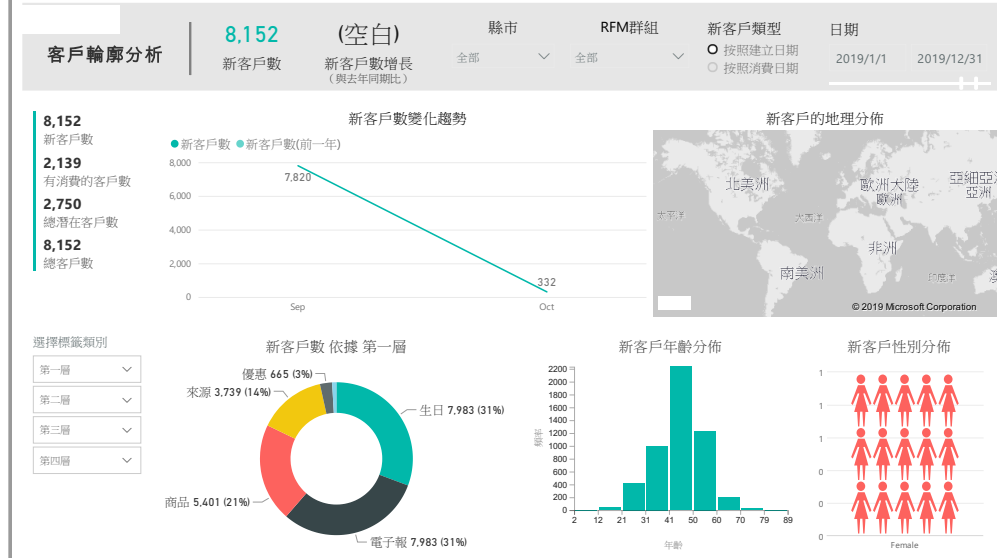 客戶輪廓分析
8,152
新客戶數
(空白)
新客戶數增長
(與去年同期比)
縣市
全部
RFM群組
全部
新客戶類型
按照建立日期
按照消費日期
日期
2019/1/1
2019/12/31
8,152
新客戶數
2,139
有消費的客戶數
2,750
總潛在客戶數
8,152
總客戶數
新客戶數變化趨勢
新客戶數 新客戶數(前一年)
8,000
6,000
4,000
2,000
0
7,820
332
Sep
Oct
新客戶的地理分佈
北美洲
歐洲大陸
歐洲
亞洲
太平洋
大西洋
非洲
南美洲
印度洋
© 2019 Microsoft Corporation
選擇標籤類別
第一層
第二層
第三層
第四層
新客戶數 依據 第一層
優惠 665 (3%)
來源 3,739 (14%)
生日 7,983 (31%)
商品 5,401 (21%)
電子報 7,983 (31%)
新客戶年齡分佈
頻率
2200
2000
1800
1600
1400
1200
1000
800
600
400
200
0
2 12 21 31 41 50 60 70 79 89
年齡
新客戶性別分佈
1
1
1
0
0
0
Female